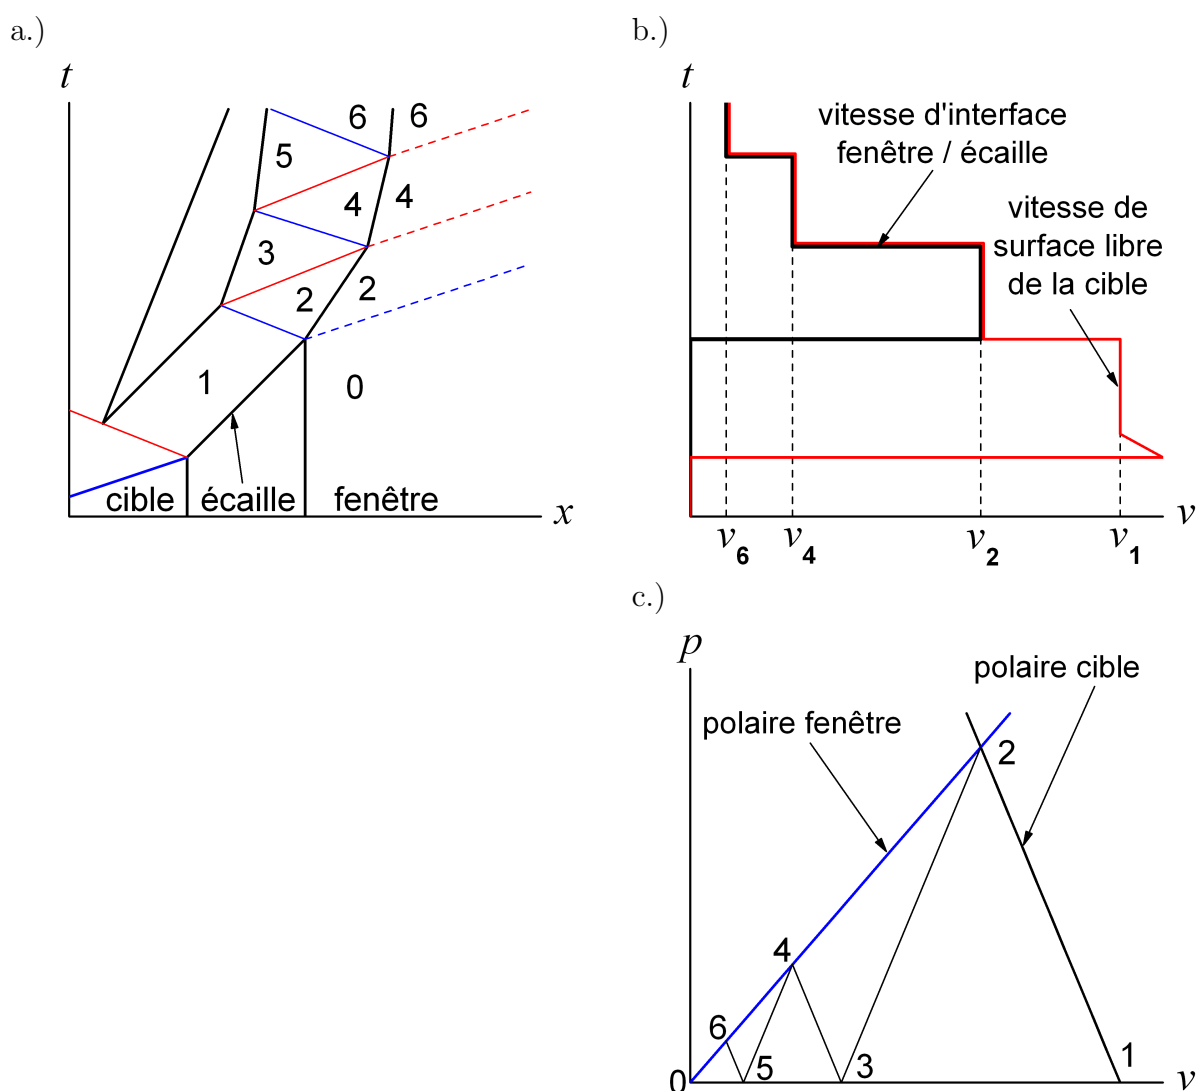 a.)
t
6
6
5
4
4
3
2
2
1
0
cible
écaille
fenêtre
x
b.)
t
vitesse d'interface
fenêtre / écaille
vitesse de
surface libre
de la cible
v
v6
v4
v2
v1
c.)
p
polaire cible
polaire fenêtre
2
4
6
5
3
1
0
v